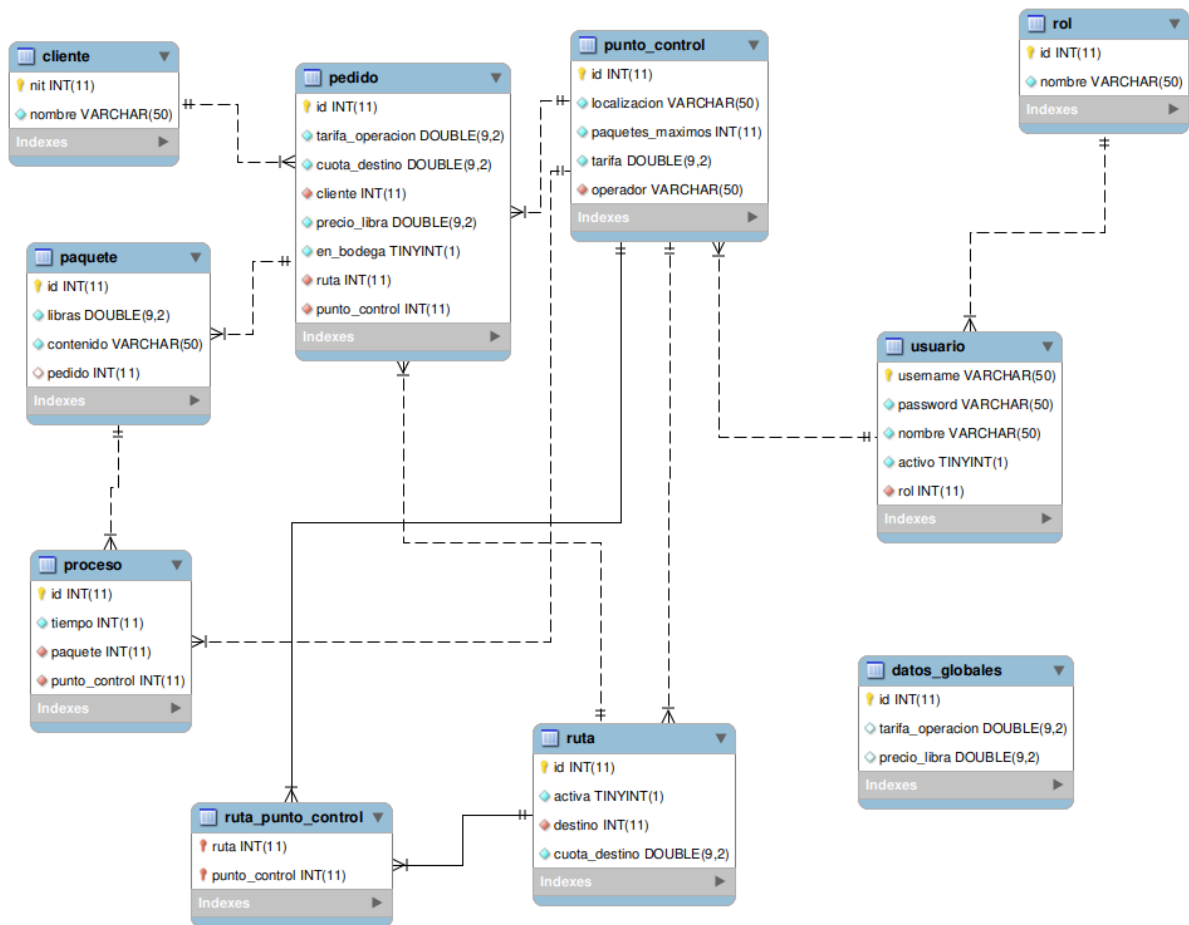 cliente
nit INT(11)
nombre VARCHAR(50)
Indexes
pedido
id INT(11)
tarifa_operacion DOUBLE(9,2)
cuota_destino DOUBLE(9,2)
cliente INT(11)
precio_libra DOUBLE(9,2)
en_bodega TINYINT(1)
ruta INT(11)
punto_control INT(11)
Indexes
punto_control
id INT(11)
localizacion VARCHAR(50)
paquetes_maximos INT(11)
tarifa DOUBLE(9,2)
operador VARCHAR(50)
Indexes
rol
id INT(11)
nombre VARCHAR(50)
Indexes
paquete
id INT(11)
libras DOUBLE(9,2)
contenido VARCHAR(50)
pedido INT(11)
Indexes
usuario
username VARCHAR(50)
password VARCHAR(50)
nombre VARCHAR(50)
activo TINYINT(1)
rol INT(11)
Indexes
proceso
id INT(11)
tiempo INT(11)
paquete INT(11)
punto_control INT(11)
Indexes
datos_globales
id INT(11)
tarifa_operacion DOUBLE(9,2)
precio_libra DOUBLE(9,2)
Indexes
ruta
id INT(11)
activa TINYINT(1)
destino INT(11)
cuota_destino DOUBLE(9,2)
Indexes
ruta_punto_control
ruta INT(11)
punto_control INT(11)
Indexes